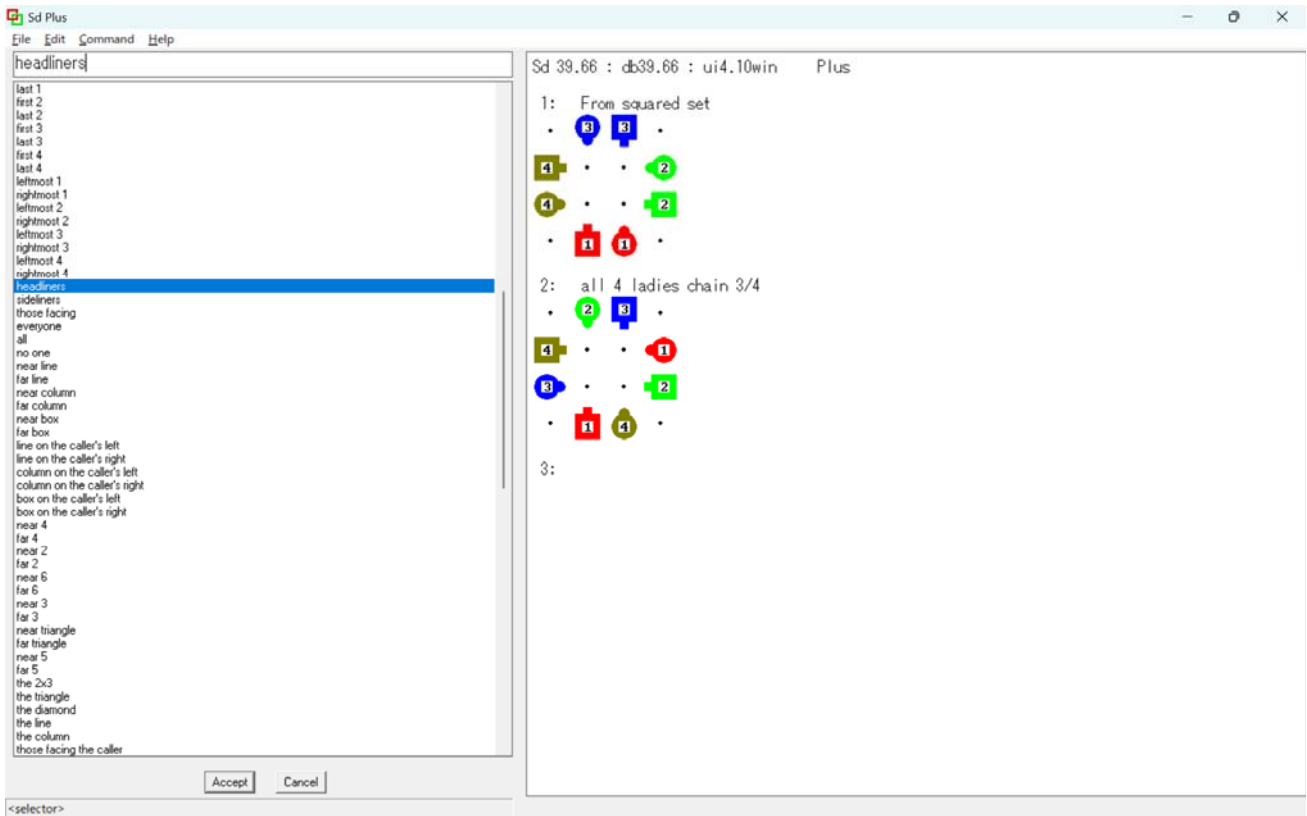 Sd Plus
File Edit Command Help
headliners
last 1
first 2
last 2
first 3
last 3
first 4
last 4
leftmost 1
rightmost 1
leftmost 2
rightmost 2
leftmost 3
rightmost 3
leftmost 4
rightmost 4
headliners
sideliners
those facing
everyone
all
no one
near line
far line
near column
far column
near box
far box
line on the caller's left
line on the caller's right
column on the caller's left
column on the caller's right
box on the caller's left
box on the caller's right
near 4
far 4
near 2
far 2
near 6
far 6
near 3
far 3
near triangle
far triangle
near 5
far 5
the 2x3
the triangle
the diamond
the line
the column
those facing the caller
Accept Cancel
<selector>
Sd 39.66 : db39.66 : ui4.10win Plus
1: From squared set
3 3
4 2
4 2
1 1
2: all 4 ladies chain 3/4
2 3
4 1
3 2
1 4
3: